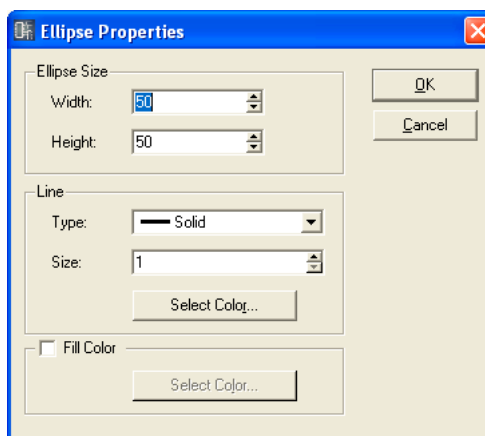 Ellipse Properties
Ellipse Size
Width: 50
Height: 50
OK
Cancel
Line
Type: Solid
Size: 1
Select Color...
Fill Color
Select Color...